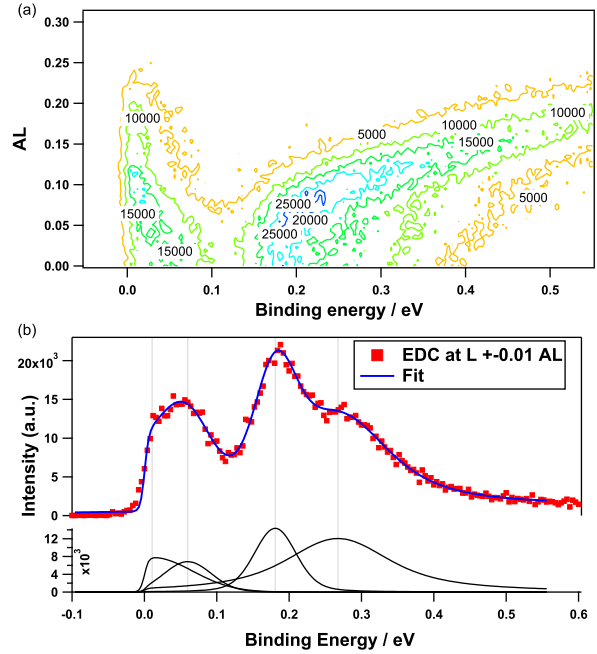 (a)
0.30
0.25
0.20
0.15
0.10
0.05
0.00
AL
10000
15000
15000
5000
10000
15000
10000
25000
20000
25000
5000
0.0 0.1 0.2 0.3 0.4 0.5
Binding energy / eV
(b)
20x10³
15
10
5
0
Intensity (a.u.)
EDC at L +-0.01 AL
Fit
12
8
4
0
x10³
-0.1 0.0 0.1 0.2 0.3 0.4 0.5 0.6
Binding Energy / eV